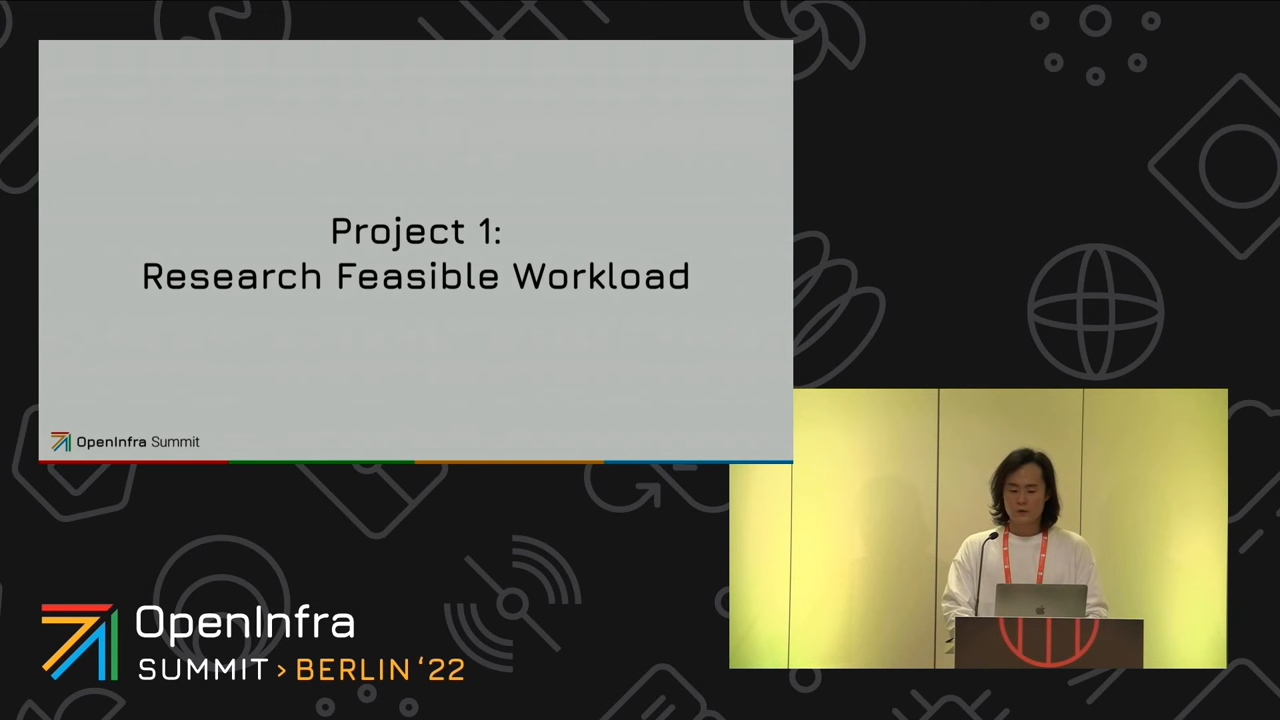 Project 1:
Research Feasible Workload
OpenInfra Summit
OpenInfra
SUMMIT > BERLIN ‘22